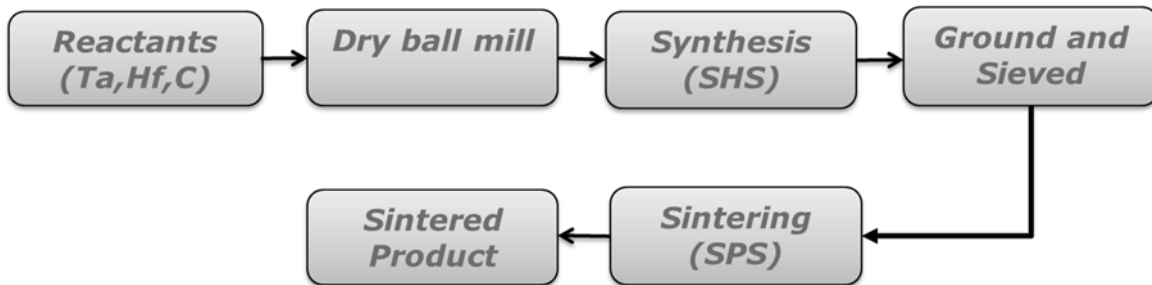 Reactants
(Ta,Hf,C)
Dry ball mill
Synthesis
(SHS)
Ground and
Sieved
Sintered
Product
Sintering
(SPS)